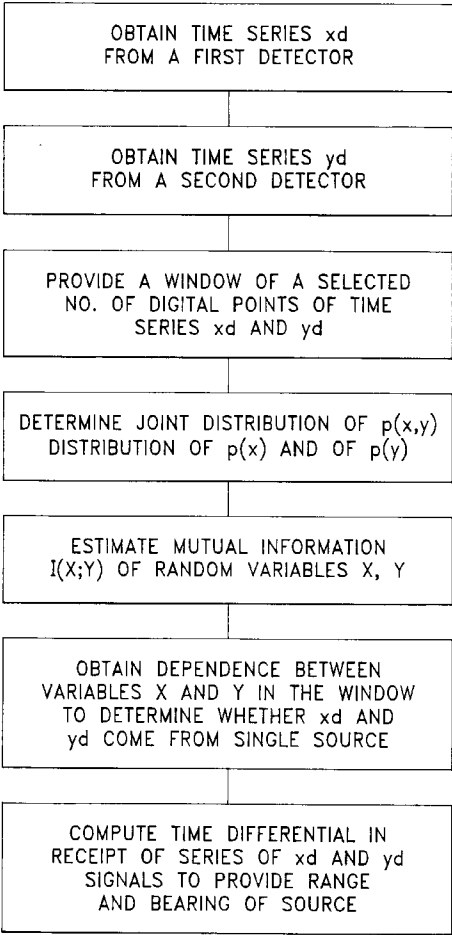 OBTAIN TIME SERIES xd
FROM A FIRST DETECTOR
OBTAIN TIME SERIES yd
FROM A SECOND DETECTOR
PROVIDE A WINDOW OF A SELECTED
NO. OF DIGITAL POINTS OF TIME
SERIES xd AND yd
DETERMINE JOINT DISTRIBUTION OF p(x,y)
DISTRIBUTION OF p(x) AND OF p(y)
ESTIMATE MUTUAL INFORMATION
I(X;Y) OF RANDOM VARIABLES X, Y
OBTAIN DEPENDENCE BETWEEN
VARIABLES X AND Y IN THE WINDOW
TO DETERMINE WHETHER xd AND
yd COME FROM SINGLE SOURCE
COMPUTE TIME DIFFERENTIAL IN
RECEIPT OF SERIES OF xd AND yd
SIGNALS TO PROVIDE RANGE
AND BEARING OF SOURCE